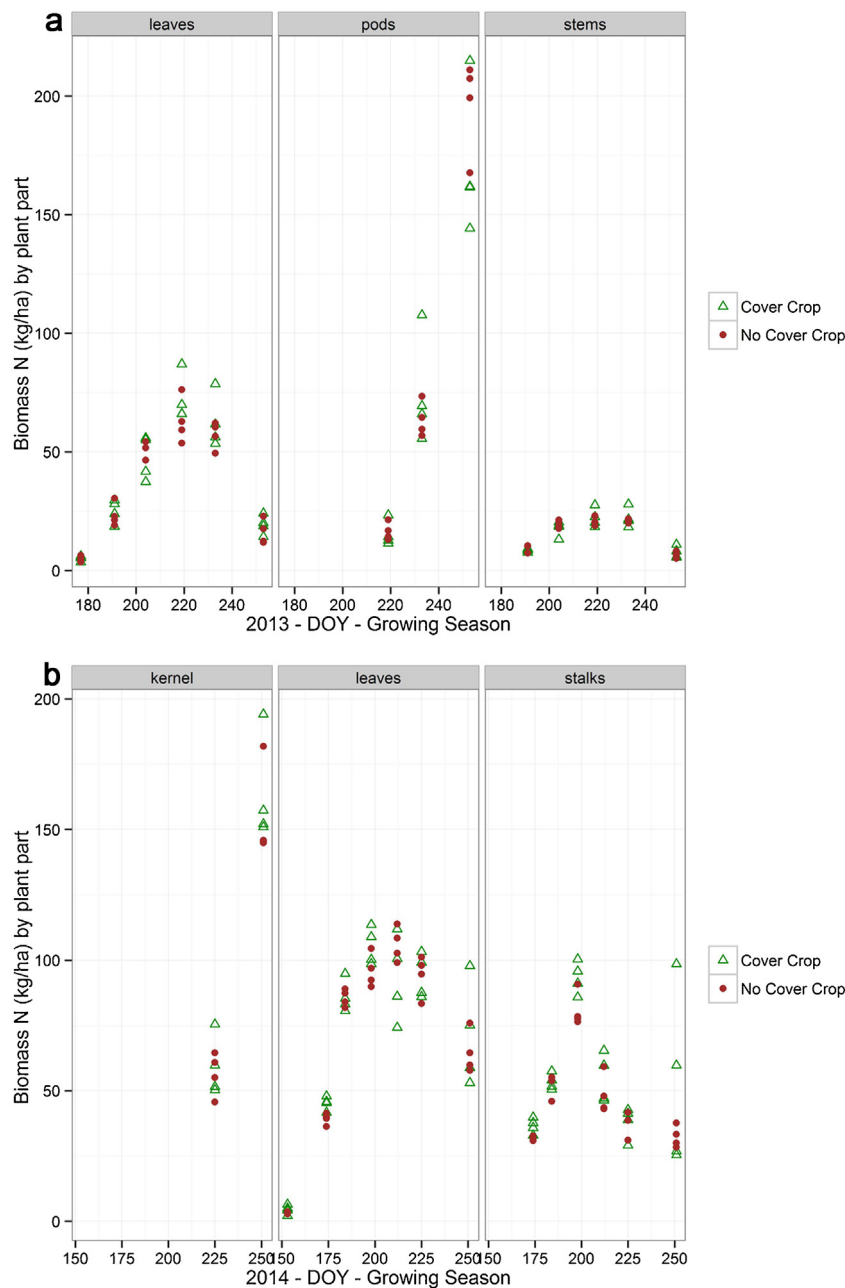 a
leaves pods stems
200
150
100
50
0
Biomass N (kg/ha) by plant part
180 200 220 240 180 200 220 240 180 200 220 240
2013 - DOY - Growing Season
Cover Crop
No Cover Crop
b
kernel leaves stalks
200
150
100
50
0
Biomass N (kg/ha) by plant part
150 175 200 225 250 150 175 200 225 250 150 175 200 225 250
2014 - DOY - Growing Season
Cover Crop
No Cover Crop